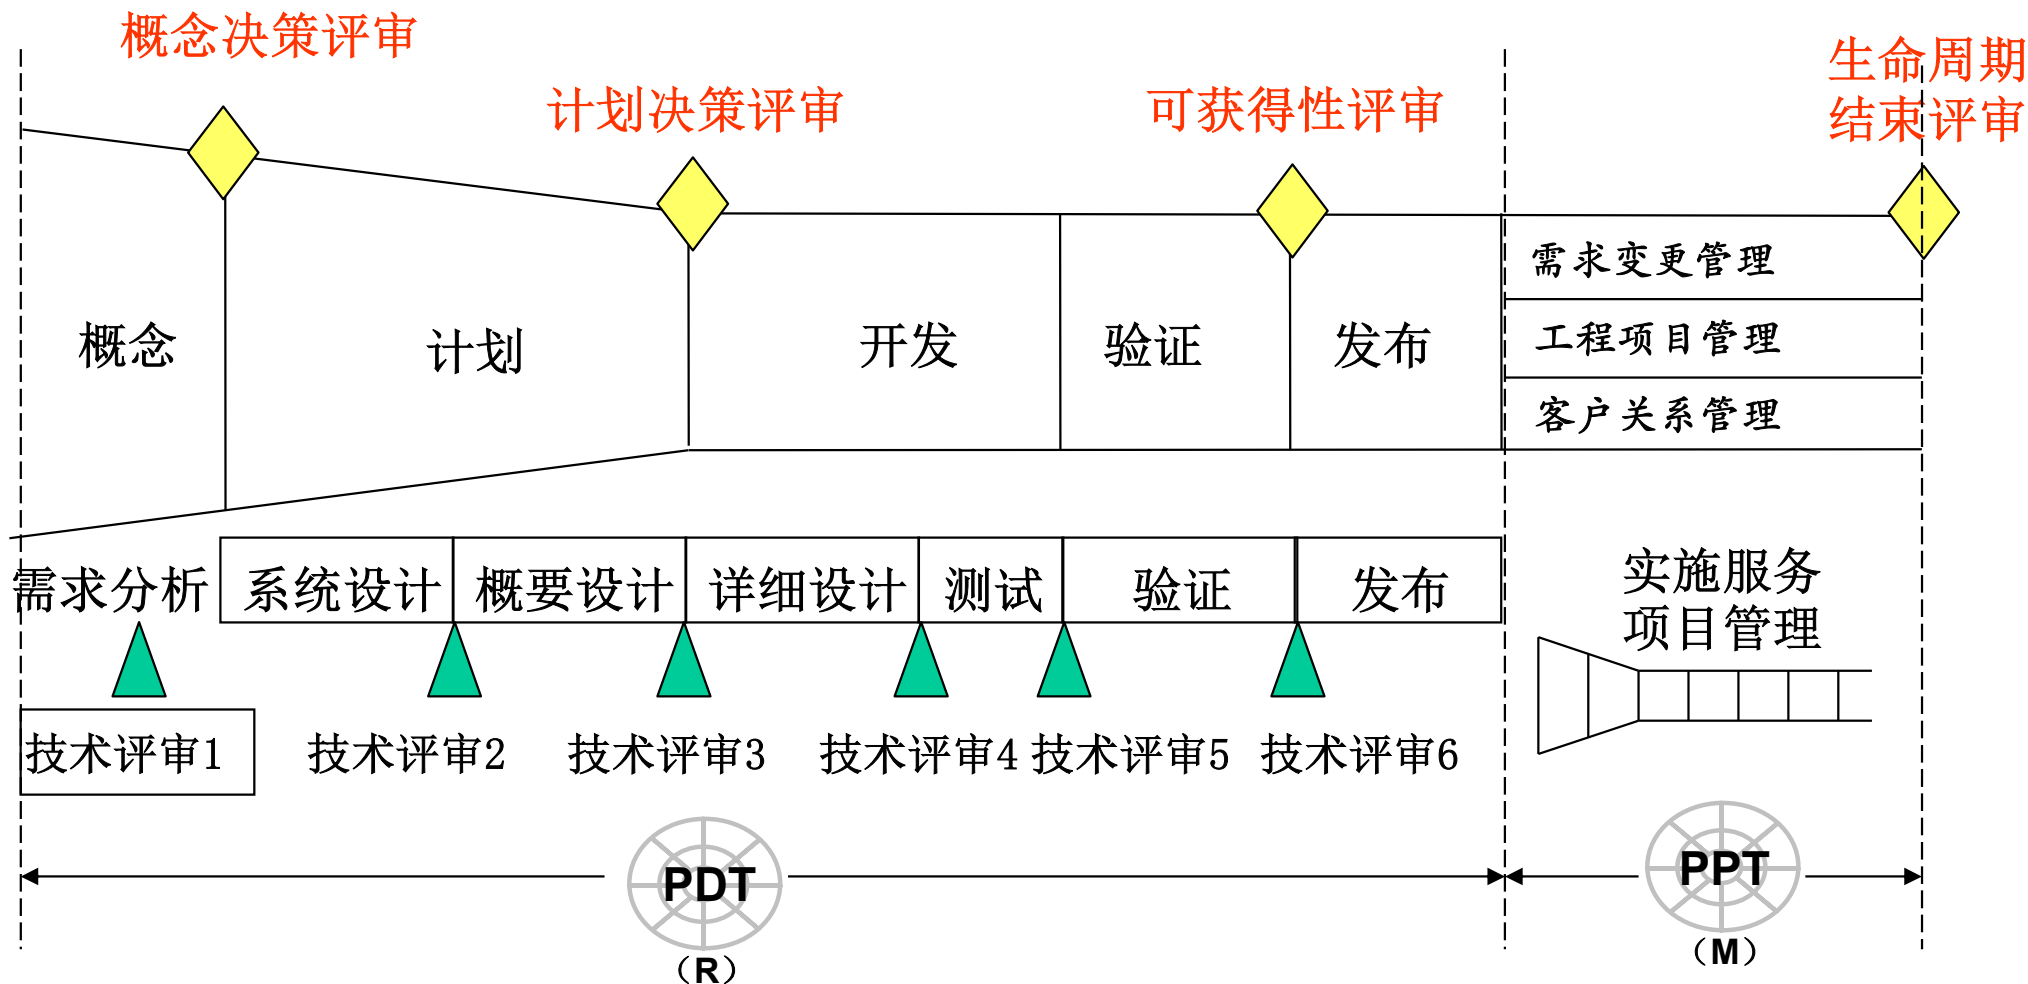 概念决策评审
计划决策评审
可获得性评审
生命周期
结束评审
概念
计划
开发
验证
发布
需求变更管理
工程项目管理
客户关系管理
需求分析
系统设计
概要设计
详细设计
测试
验证
发布
实施服务
项目管理
技术评审1
技术评审2
技术评审3
技术评审4
技术评审5
技术评审6
PDT
（R）
PPT
（M）